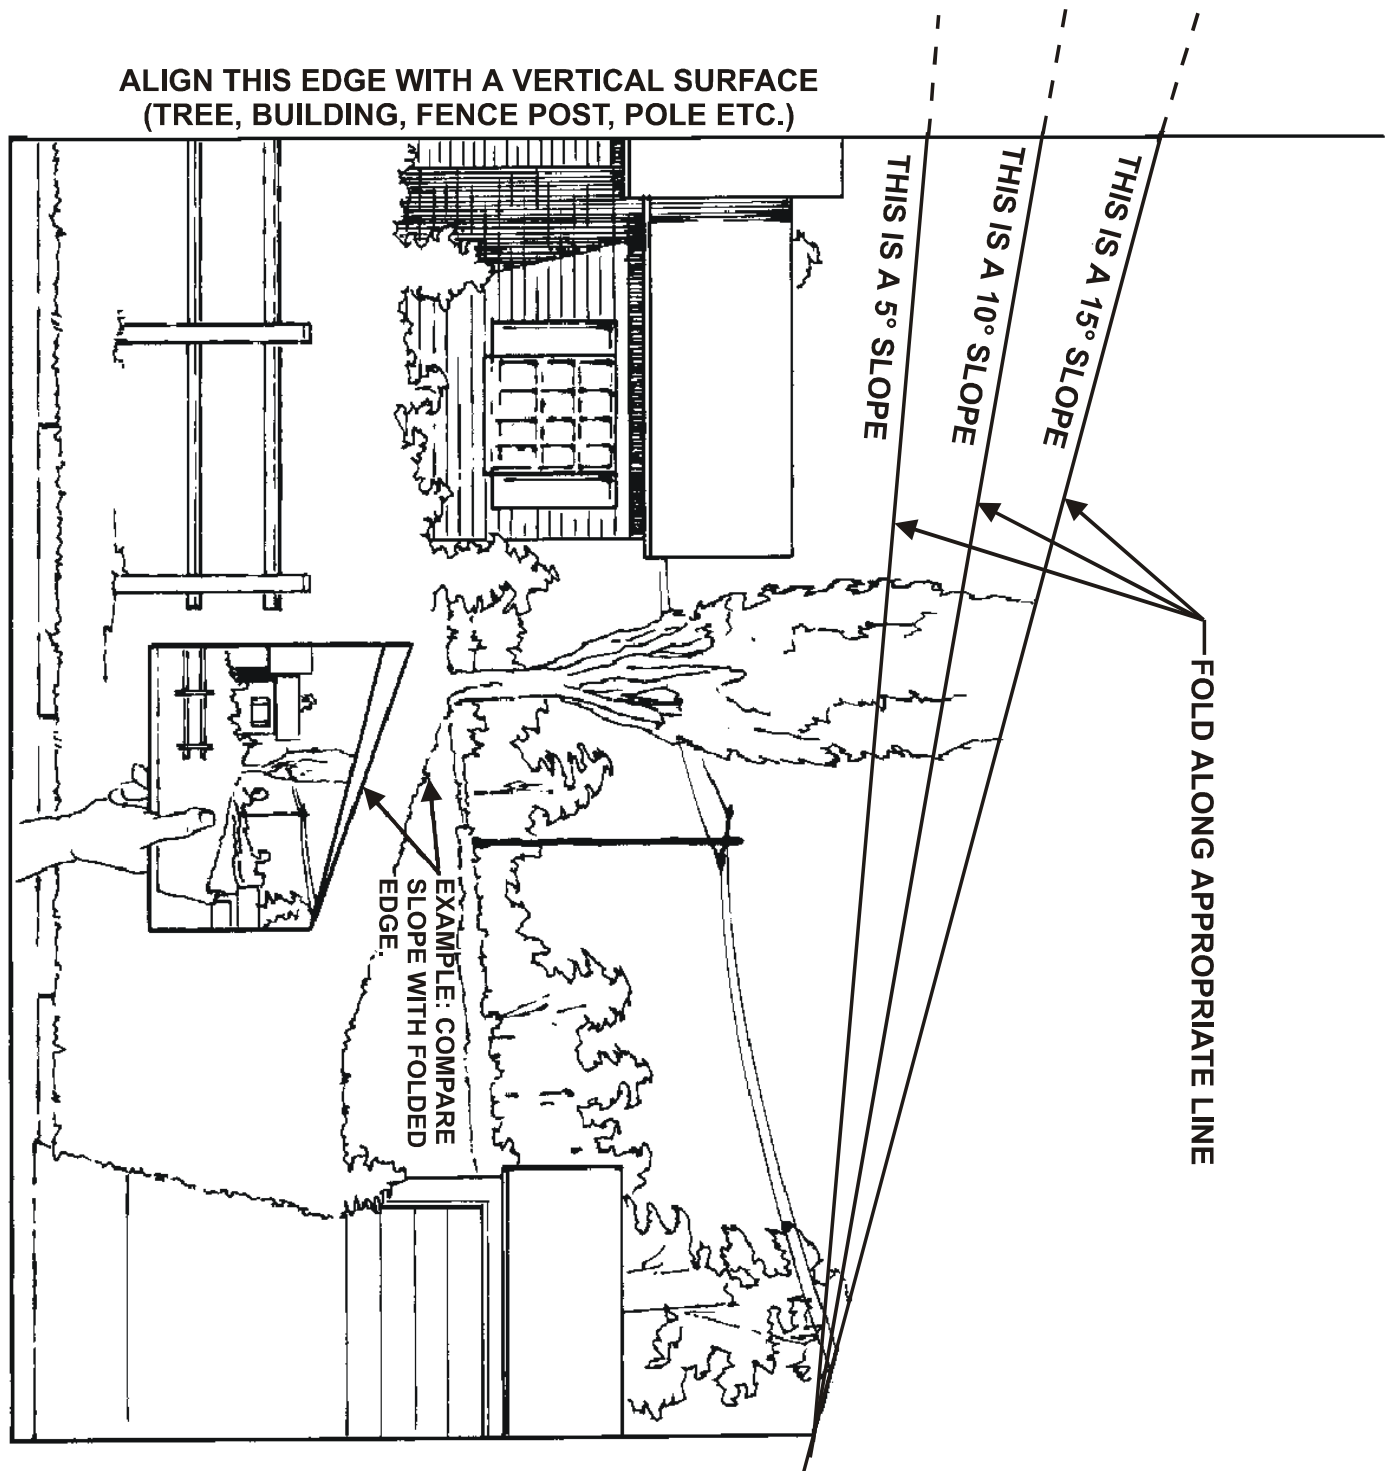 ALIGN THIS EDGE WITH A VERTICAL SURFACE
(TREE, BUILDING, FENCE POST, POLE ETC.)
THIS IS A 5° SLOPE
THIS IS A 10° SLOPE
THIS IS A 15° SLOPE
FOLD ALONG APPROPRIATE LINE
EXAMPLE: COMPARE
SLOPE WITH FOLDED
EDGE.